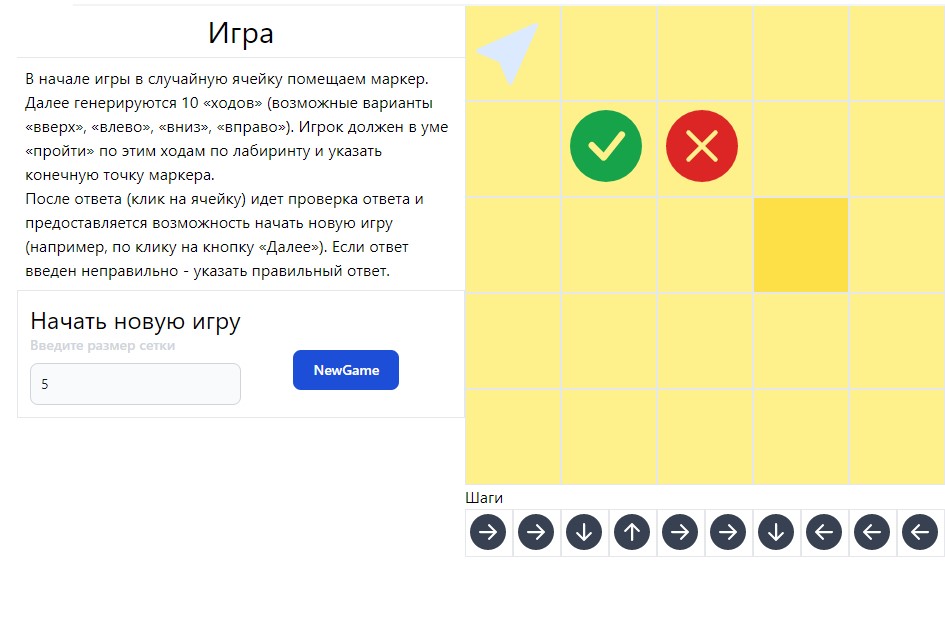 Игра
В начале игры в случайную ячейку помещаем маркер.
Далее генерируются 10 «ходов» (возможные варианты
«вверх», «влево», «вниз», «вправо»). Игрок должен в уме
«пройти» по этим ходам по лабиринту и указать
конечную точку маркера.
После ответа (клик на ячейку) идет проверка ответа и
предоставляется возможность начать новую игру
(например, по клику на кнопку «Далее»). Если ответ
введен неправильно - указать правильный ответ.
Начать новую игру
Введите размер сетки
5
NewGame
Шаги